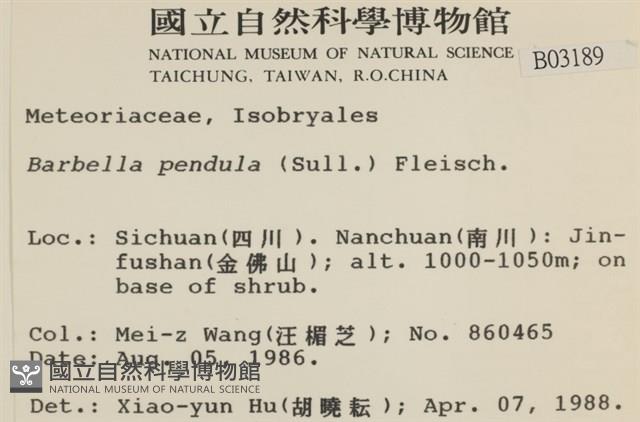 國立自然科學博物館
NATIONAL MUSEUM OF NATURAL SCIENCE
TAICHUNG, TAIWAN, R.O.CHINA
B03189
Meteoriaceae, Isobryales
Barbella pendula (Sull.) Fleisch.
Loc.: Sichuan(四川). Nanchuan(南川): Jin-
fushan(金佛山); alt. 1000-1050m; on
base of shrub.
Col.: Mei-z Wang(汪楣芝); No. 860465
Date: Aug. 05, 1986.
國立自然科學博物館
NATIONAL MUSEUM OF NATURAL SCIENCE
Det.: Xiao-yun Hu(胡曉耘); Apr. 07, 1988.